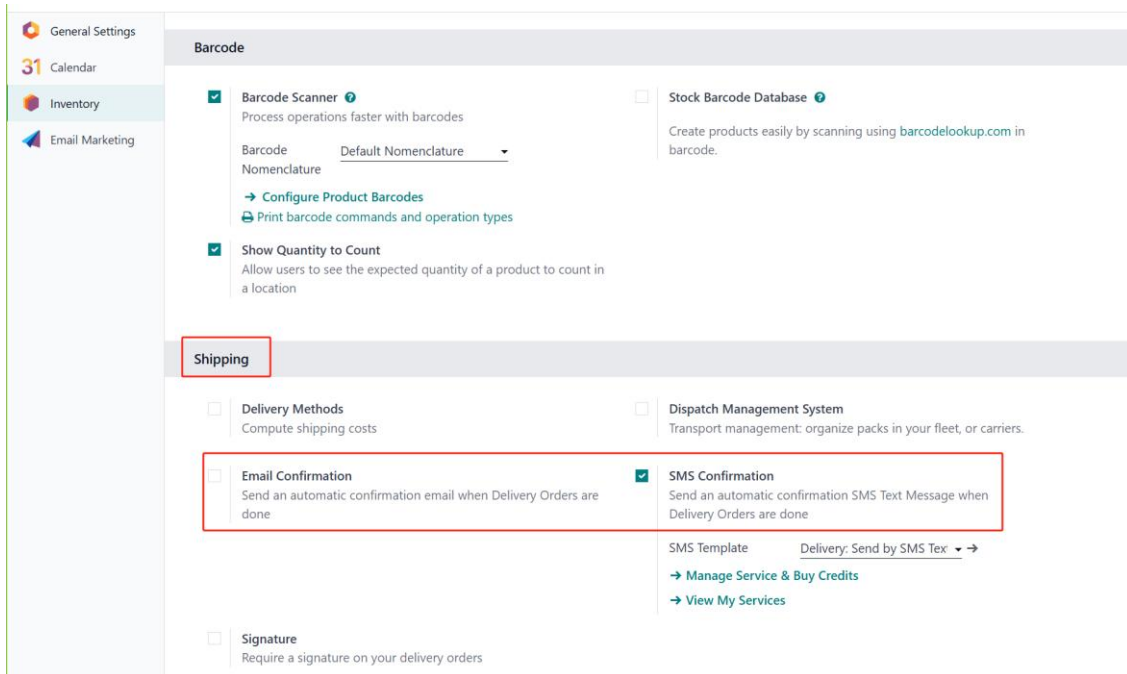 General Settings
31 Calendar
Inventory
Email Marketing
Barcode
Barcode Scanner ?
Process operations faster with barcodes
Barcode Nomenclature
Default Nomenclature
→ Configure Product Barcodes
Print barcode commands and operation types
Stock Barcode Database ?
Create products easily by scanning using barcodelookup.com in
barcode.
Show Quantity to Count
Allow users to see the expected quantity of a product to count in
a location
Shipping
Delivery Methods
Compute shipping costs
Dispatch Management System
Transport management: organize packs in your fleet, or carriers.
Email Confirmation
Send an automatic confirmation email when Delivery Orders are
done
SMS Confirmation
Send an automatic confirmation SMS Text Message when
Delivery Orders are done
SMS Template
Delivery: Send by SMS Tex
→ Manage Service & Buy Credits
→ View My Services
Signature
Require a signature on your delivery orders